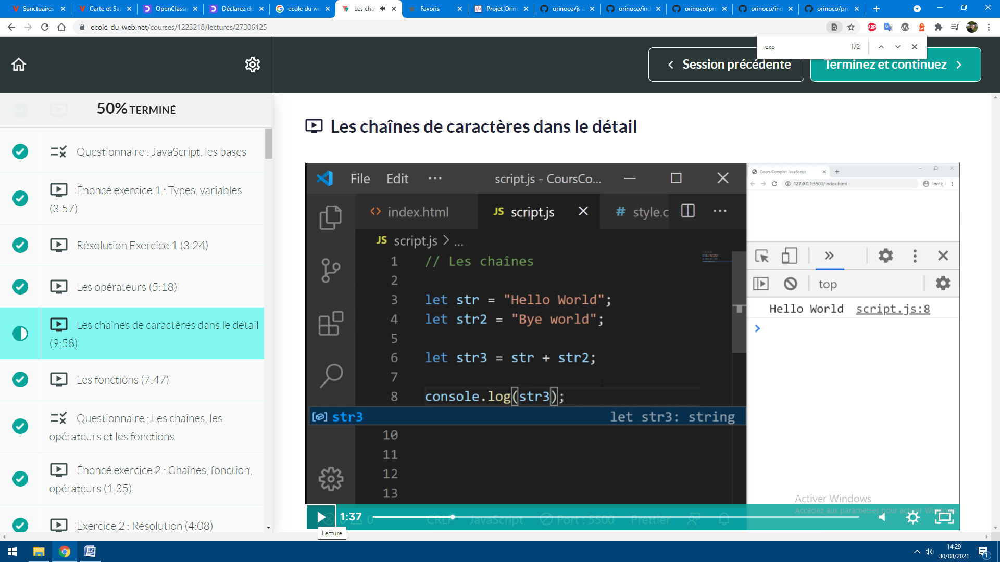 Sanctuaires
Carte et San
OpenClassr
Déclarez de
ecole du we
Les cha
Favoris
Projet Orin
orinoco/js a
orinoco/ind
orinoco/pro
orinoco/ind
orinoco/pro
ecole-du-web.net/courses/1223218/lectures/27306125
exp
1/2
Session précédente
Terminez et continuez
50% TERMINÉ
Questionnaire : JavaScript, les bases
Énoncé exercice 1 : Types, variables
(3:57)
Résolution Exercice 1 (3:24)
Les opérateurs (5:18)
Les chaînes de caractères dans le détail
(9:58)
Les fonctions (7:47)
Questionnaire : Les chaînes, les
opérateurs et les fonctions
Énoncé exercice 2 : Chaînes, fonction,
opérateurs (1:35)
Exercice 2 : Résolution (4:08)
Les chaînes de caractères dans le détail
File Edit ··· script.js - CoursCo...
index.html
JS script.js
# style.c
JS script.js > ...
1 // Les chaînes
2
3 let str = "Hello World";
4 let str2 = "Bye world";
5
6 let str3 = str + str2;
7
8 console.log(str3);
str3 let str3: string
10
11
12
13
Cours Complet JavaScript
127.0.0.1:5500/index.html
Invité
top
Hello World script.js:8
Activer Windows
Accédez aux paramètres pour activer Windows.
1:37
0 0 CRLF JavaScript Port : 5500 Prettier
Lecture
14:29
30/08/2021
1